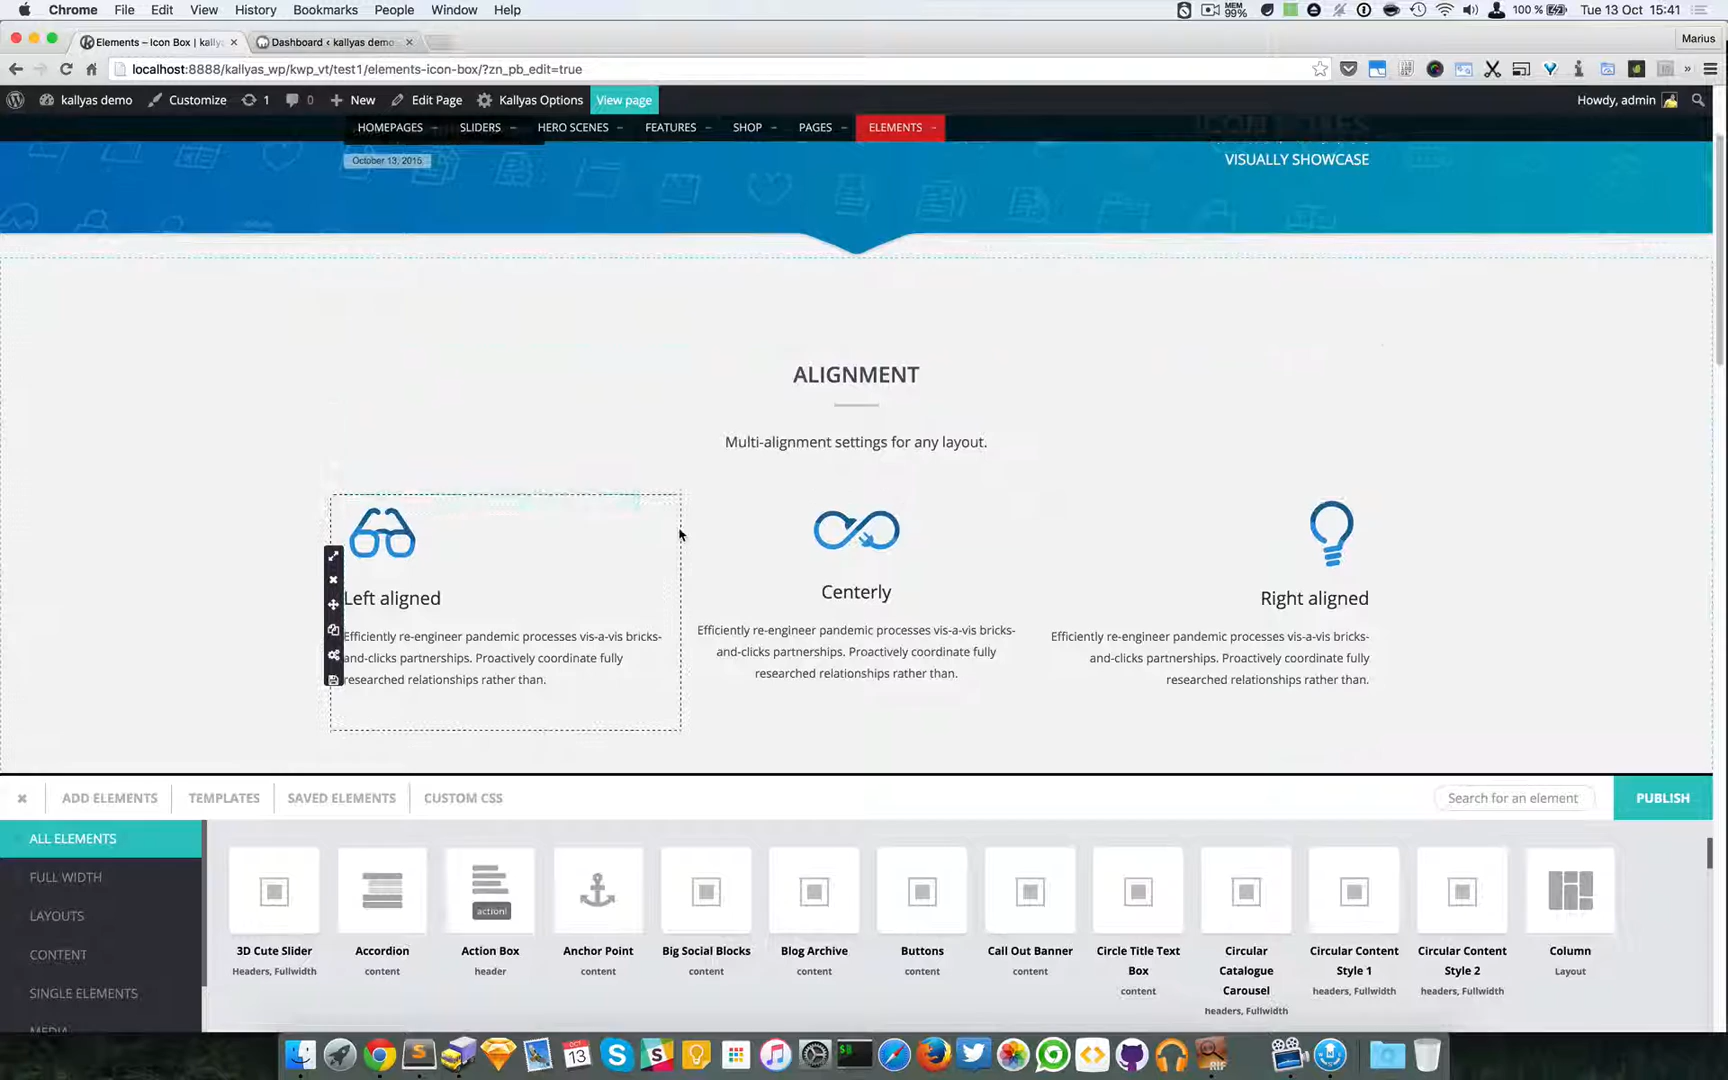 Chrome File Edit View History Bookmarks People Window Help MEM 99% 100 % Tue 13 Oct 15:41
Elements – Icon Box | kally Dashboard ‹ kallyas demo Marius
localhost:8888/kallyas_wp/kwp_vt/test1/elements-icon-box/?zn_pb_edit=true
kallyas demo Customize 1 0 New Edit Page Kallyas Options View page Howdy, admin
HOMEPAGES SLIDERS HERO SCENES FEATURES SHOP PAGES ELEMENTS
October 13, 2015 VISUALLY SHOWCASE
ALIGNMENT
Multi-alignment settings for any layout.
Left aligned
Efficiently re-engineer pandemic processes vis-a-vis bricks-
and-clicks partnerships. Proactively coordinate fully
researched relationships rather than.
Centerly
Efficiently re-engineer pandemic processes vis-a-vis bricks-
and-clicks partnerships. Proactively coordinate fully
researched relationships rather than.
Right aligned
Efficiently re-engineer pandemic processes vis-a-vis bricks-
and-clicks partnerships. Proactively coordinate fully
researched relationships rather than.
ADD ELEMENTS TEMPLATES SAVED ELEMENTS CUSTOM CSS Search for an element PUBLISH
ALL ELEMENTS
FULL WIDTH
LAYOUTS
CONTENT
SINGLE ELEMENTS
MEDIA
3D Cute Slider
Headers, Fullwidth
Accordion
content
action!
Action Box
header
Anchor Point
content
Big Social Blocks
content
Blog Archive
content
Buttons
content
Call Out Banner
content
Circle Title Text
Box
content
Circular
Catalogue
Carousel
headers, Fullwidth
Circular Content
Style 1
headers, Fullwidth
Circular Content
Style 2
headers, Fullwidth
Column
Layout
13
RIF